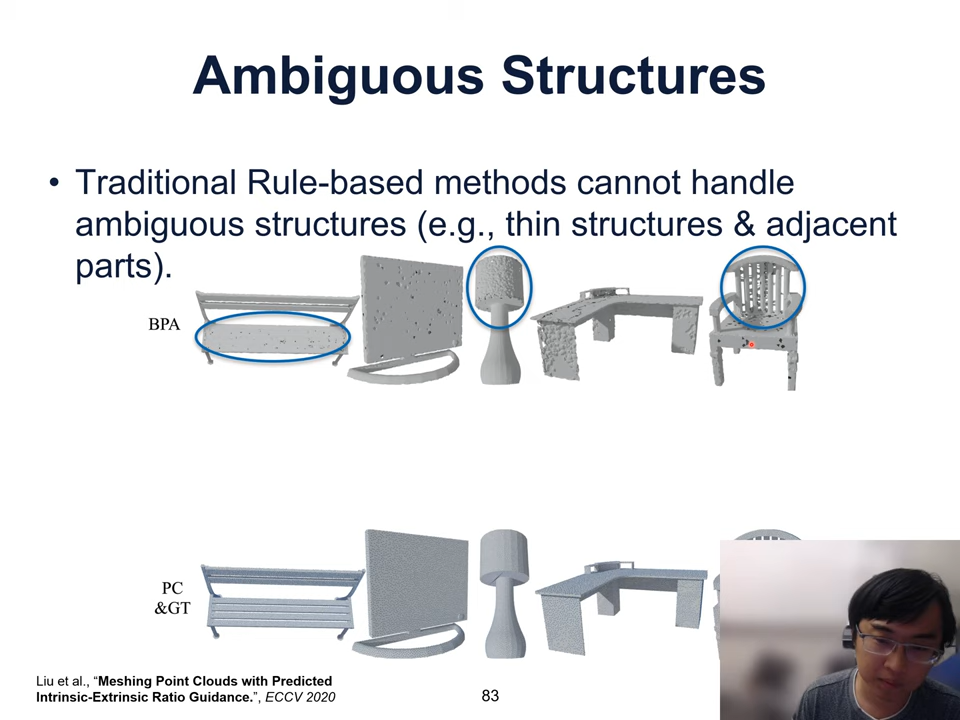 Ambiguous Structures
• Traditional Rule-based methods cannot handle
ambiguous structures (e.g., thin structures & adjacent
parts).
BPA
PC
&GT
Liu et al., “Meshing Point Clouds with Predicted
Intrinsic-Extrinsic Ratio Guidance.”, ECCV 2020
83